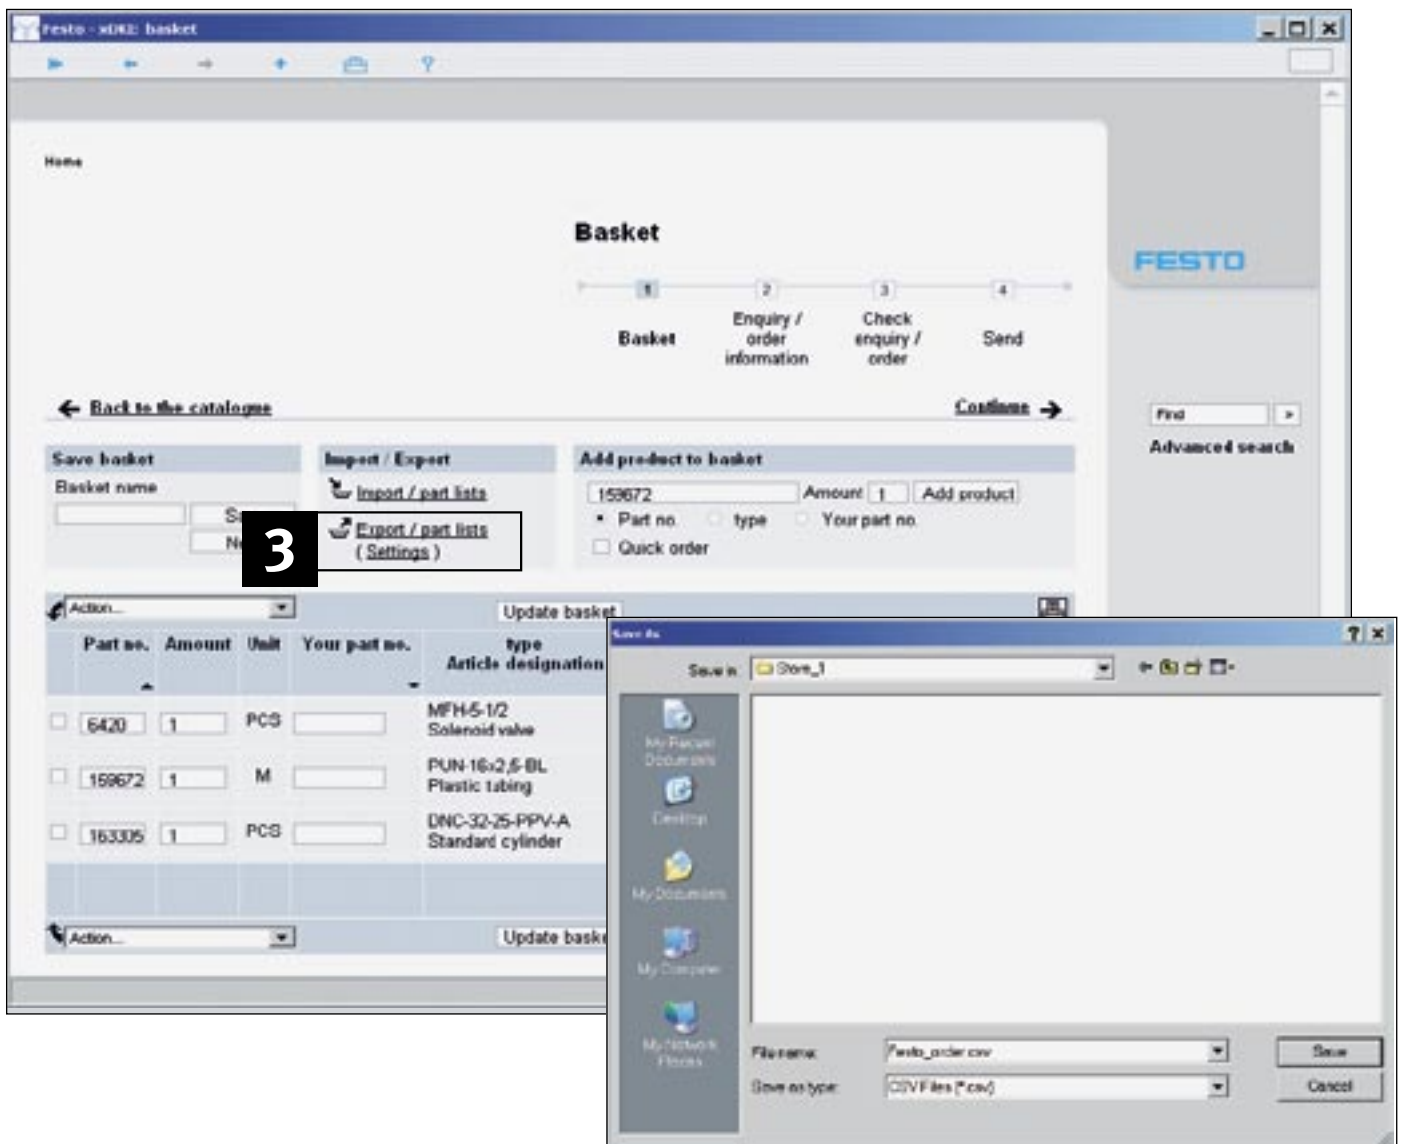 Festo - xDKI: basket
Home
Basket
FESTO
1 2 3 4
Basket
Enquiry / order information
Check enquiry / order
Send
Back to the catalogue
Continue
Find
Advanced search
Save basket
Import / Export
Add product to basket
Basket name
Import / part lists
159672 Amount 1 Add product
Part no. type Your part no.
3
Export / part lists
( Settings )
Quick order
Action...
Update basket
Part no. Amount Unit Your part no. type
Article designation
6420 1 PCS MFH-5-1/2
Solenoid valve
159672 1 M PUN-16x2,5-BL
Plastic tubing
163305 1 PCS DNC-32-25-PPV-A
Standard cylinder
Action...
Update
Save As
Save in: Store_1
My Recent Documents
Desktop
My Documents
My Computer
My Network Places
File name: Festo_order.csv Save
Save as type: CSV Files (*.csv) Cancel